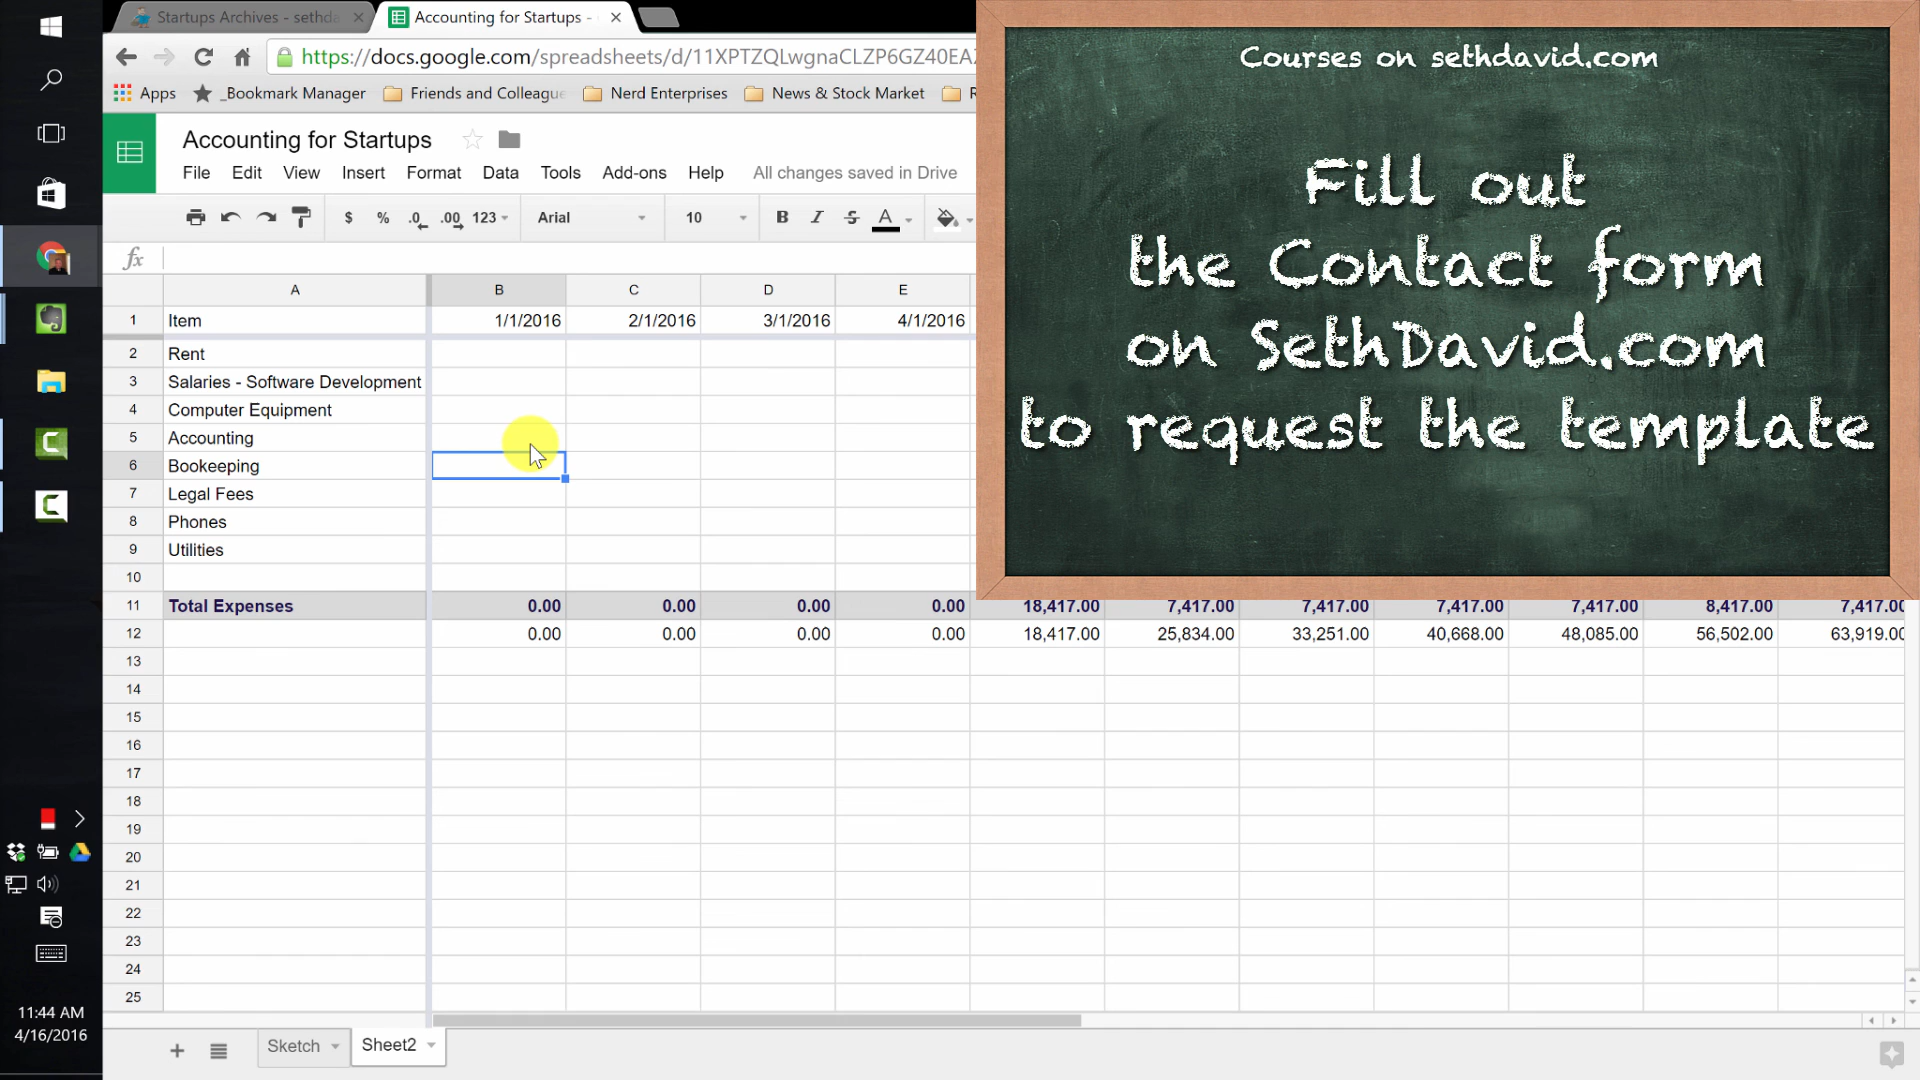 Startups Archives - sethda
Accounting for Startups -
https://docs.google.com/spreadsheets/d/11XPTZQLwgnaCLZP6GZ40EAZ
Apps _Bookmark Manager Friends and Colleague Nerd Enterprises News & Stock Market R
Accounting for Startups
File Edit View Insert Format Data Tools Add-ons Help All changes saved in Drive
$ % .0 .00 123 Arial 10 B I S A
fx
A B C D E
1 Item 1/1/2016 2/1/2016 3/1/2016 4/1/2016
2 Rent
3 Salaries - Software Development
4 Computer Equipment
5 Accounting
6 Bookeeping
7 Legal Fees
8 Phones
9 Utilities
10
11 Total Expenses 0.00 0.00 0.00 0.00 18,417.00 7,417.00 7,417.00 7,417.00 7,417.00 8,417.00 7,417.00
12 0.00 0.00 0.00 0.00 18,417.00 25,834.00 33,251.00 40,668.00 48,085.00 56,502.00 63,919.00
13
14
15
16
17
18
19
20
21
22
23
24
25
Sketch Sheet2
11:44 AM
4/16/2016
Courses on sethdavid.com
Fill out
the Contact form
on SethDavid.com
to request the template